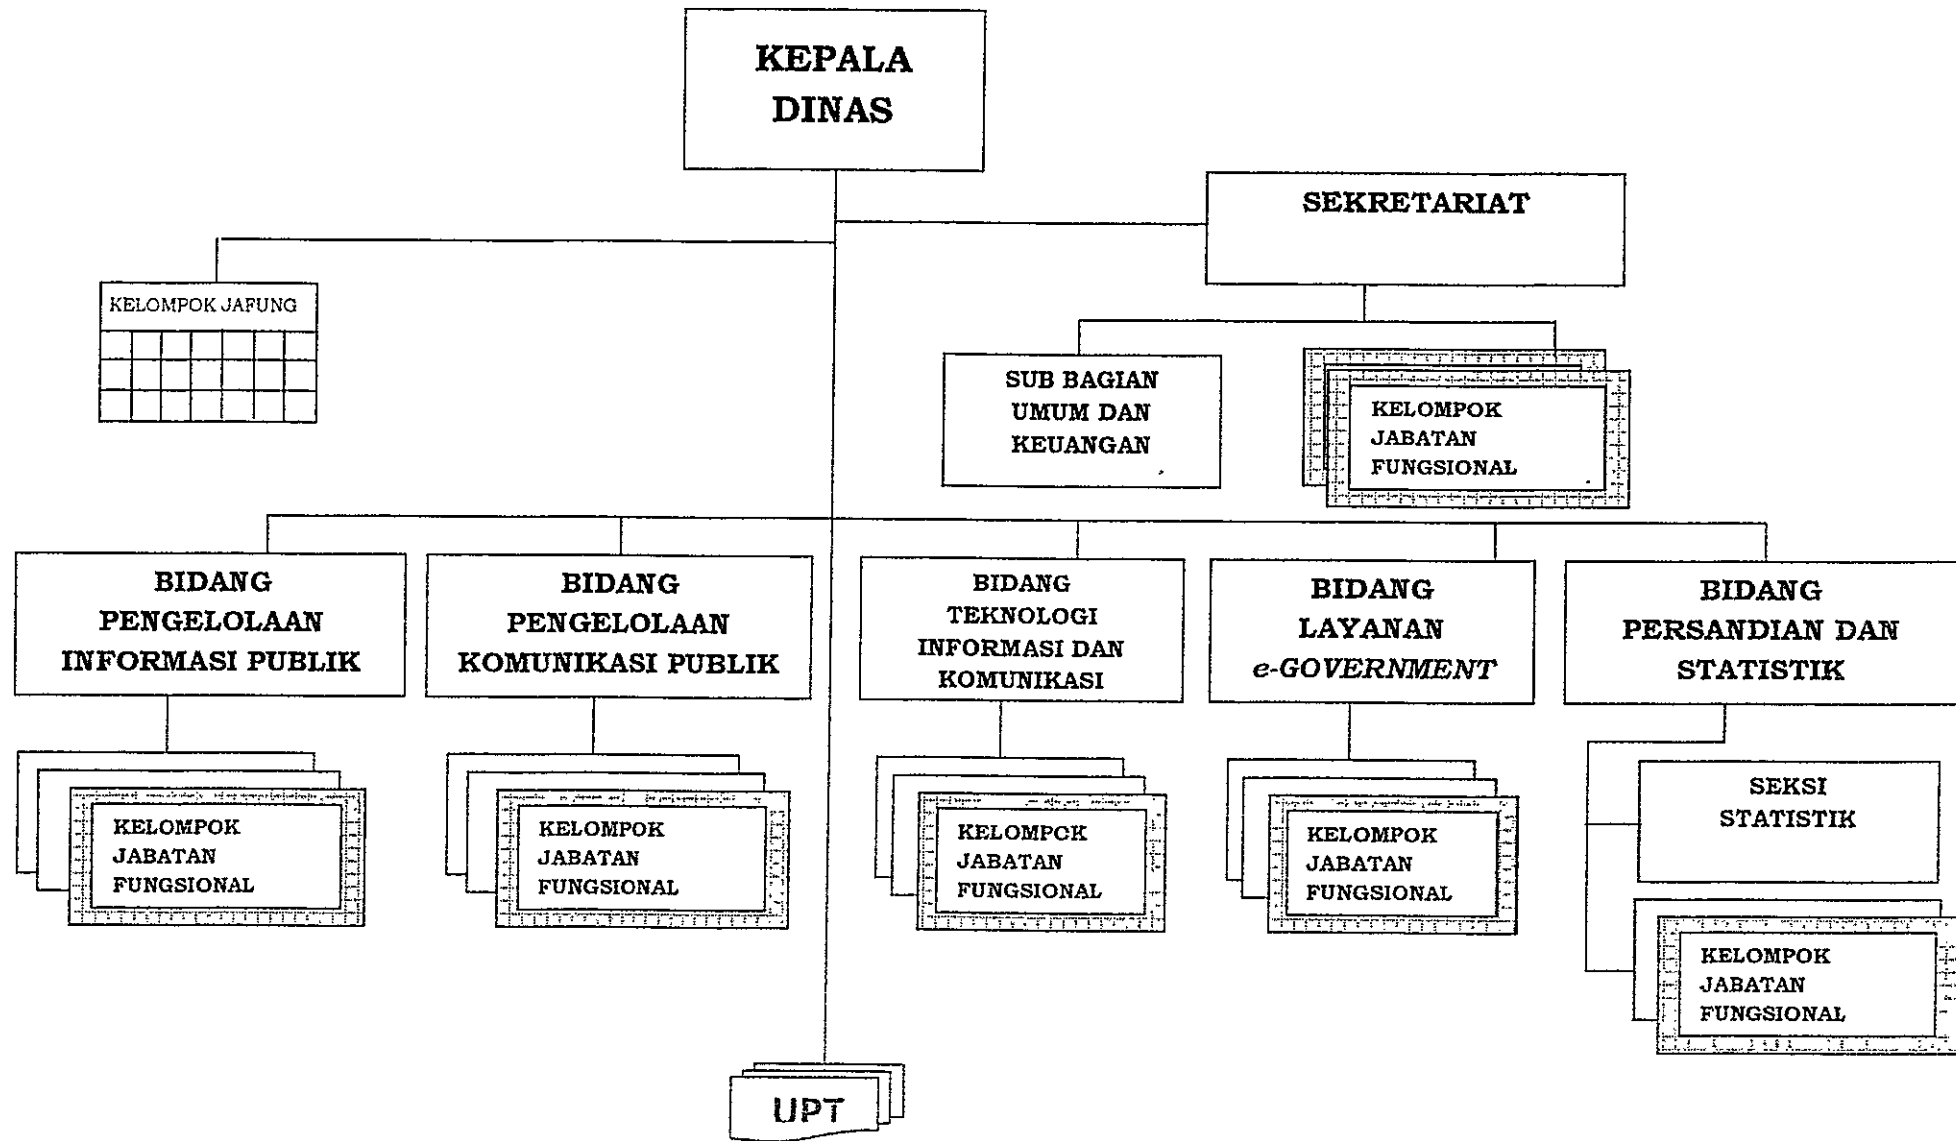 KEPALA
DINAS
SEKRETARIAT
KELOMPOK JAFUNG
SUB BAGIAN
UMUM DAN
KEUANGAN
KELOMPOK
JABATAN
FUNGSIONAL
BIDANG
PENGELOLAAN
INFORMASI PUBLIK
BIDANG
PENGELOLAAN
KOMUNIKASI PUBLIK
BIDANG
TEKNOLOGI
INFORMASI DAN
KOMUNIKASI
BIDANG
LAYANAN
e-GOVERNMENT
BIDANG
PERSANDIAN DAN
STATISTIK
KELOMPOK
JABATAN
FUNGSIONAL
KELOMPOK
JABATAN
FUNGSIONAL
KELOMPOK
JABATAN
FUNGSIONAL
KELOMPOK
JABATAN
FUNGSIONAL
SEKSI
STATISTIK
KELOMPOK
JABATAN
FUNGSIONAL
UPT